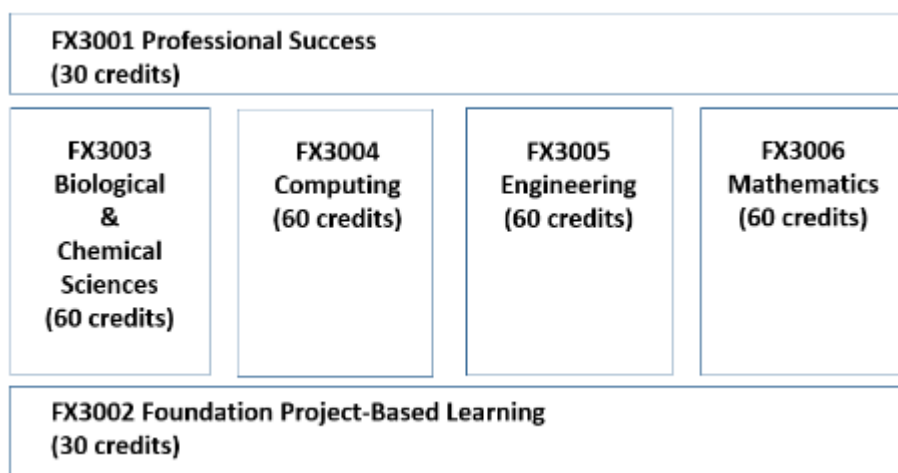 FX3001 Professional Success
(30 credits)
FX3003
Biological
&
Chemical
Sciences
(60 credits)
FX3004
Computing
(60 credits)
FX3005
Engineering
(60 credits)
FX3006
Mathematics
(60 credits)
FX3002 Foundation Project-Based Learning
(30 credits)